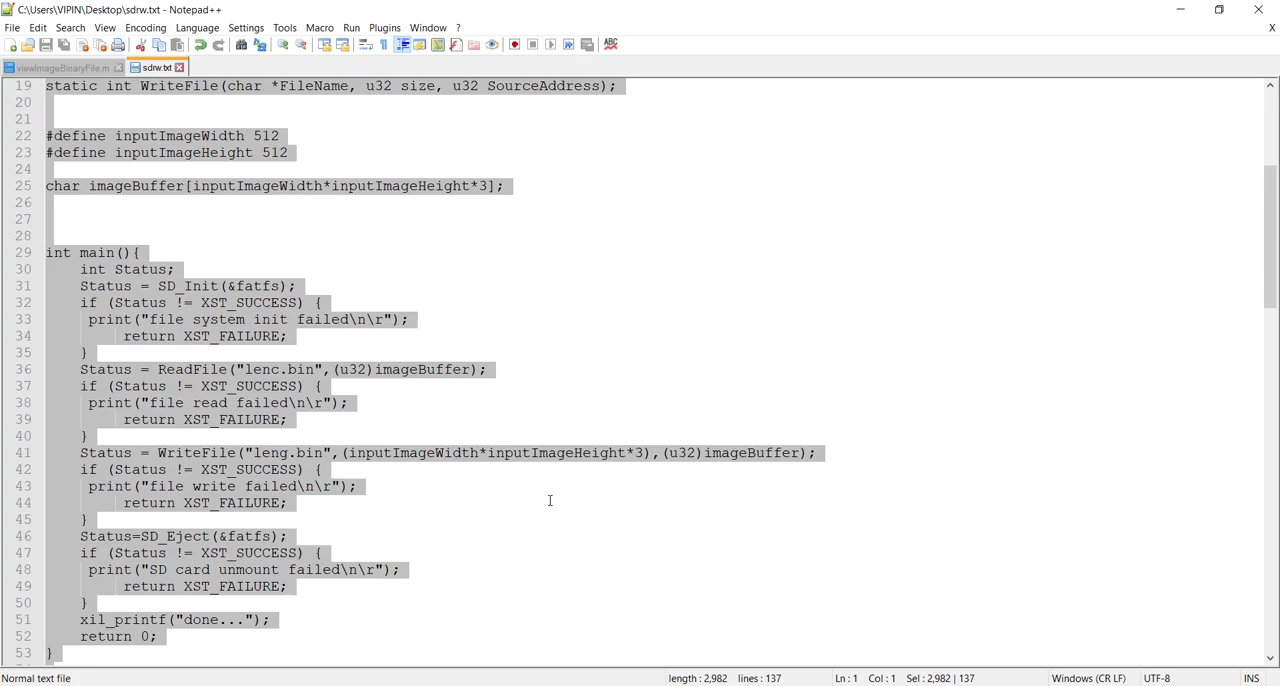 C:\Users\VIPIN\Desktop\sdrw.txt - Notepad++
File Edit Search View Encoding Language Settings Tools Macro Run Plugins Window ? X
viewImageBinaryFile.m sdrw.txt
19 static int WriteFile(char *FileName, u32 size, u32 SourceAddress);
20
21
22 #define inputImageWidth 512
23 #define inputImageHeight 512
24
25 char imageBuffer[inputImageWidth*inputImageHeight*3];
26
27
28
29 int main(){
30     int Status;
31     Status = SD_Init(&fatfs);
32     if (Status != XST_SUCCESS) {
33      print("file system init failed\n\r");
34          return XST_FAILURE;
35     }
36     Status = ReadFile("lenc.bin",(u32)imageBuffer);
37     if (Status != XST_SUCCESS) {
38      print("file read failed\n\r");
39          return XST_FAILURE;
40     }
41     Status = WriteFile("leng.bin",(inputImageWidth*inputImageHeight*3),(u32)imageBuffer);
42     if (Status != XST_SUCCESS) {
43      print("file write failed\n\r");
44          return XST_FAILURE;
45     }
46     Status=SD_Eject(&fatfs);
47     if (Status != XST_SUCCESS) {
48      print("SD card unmount failed\n\r");
49          return XST_FAILURE;
50     }
51     xil_printf("done...");
52     return 0;
53 }
Normal text file length : 2,982 lines : 137 Ln : 1 Col : 1 Sel : 2,982 | 137 Windows (CR LF) UTF-8 INS